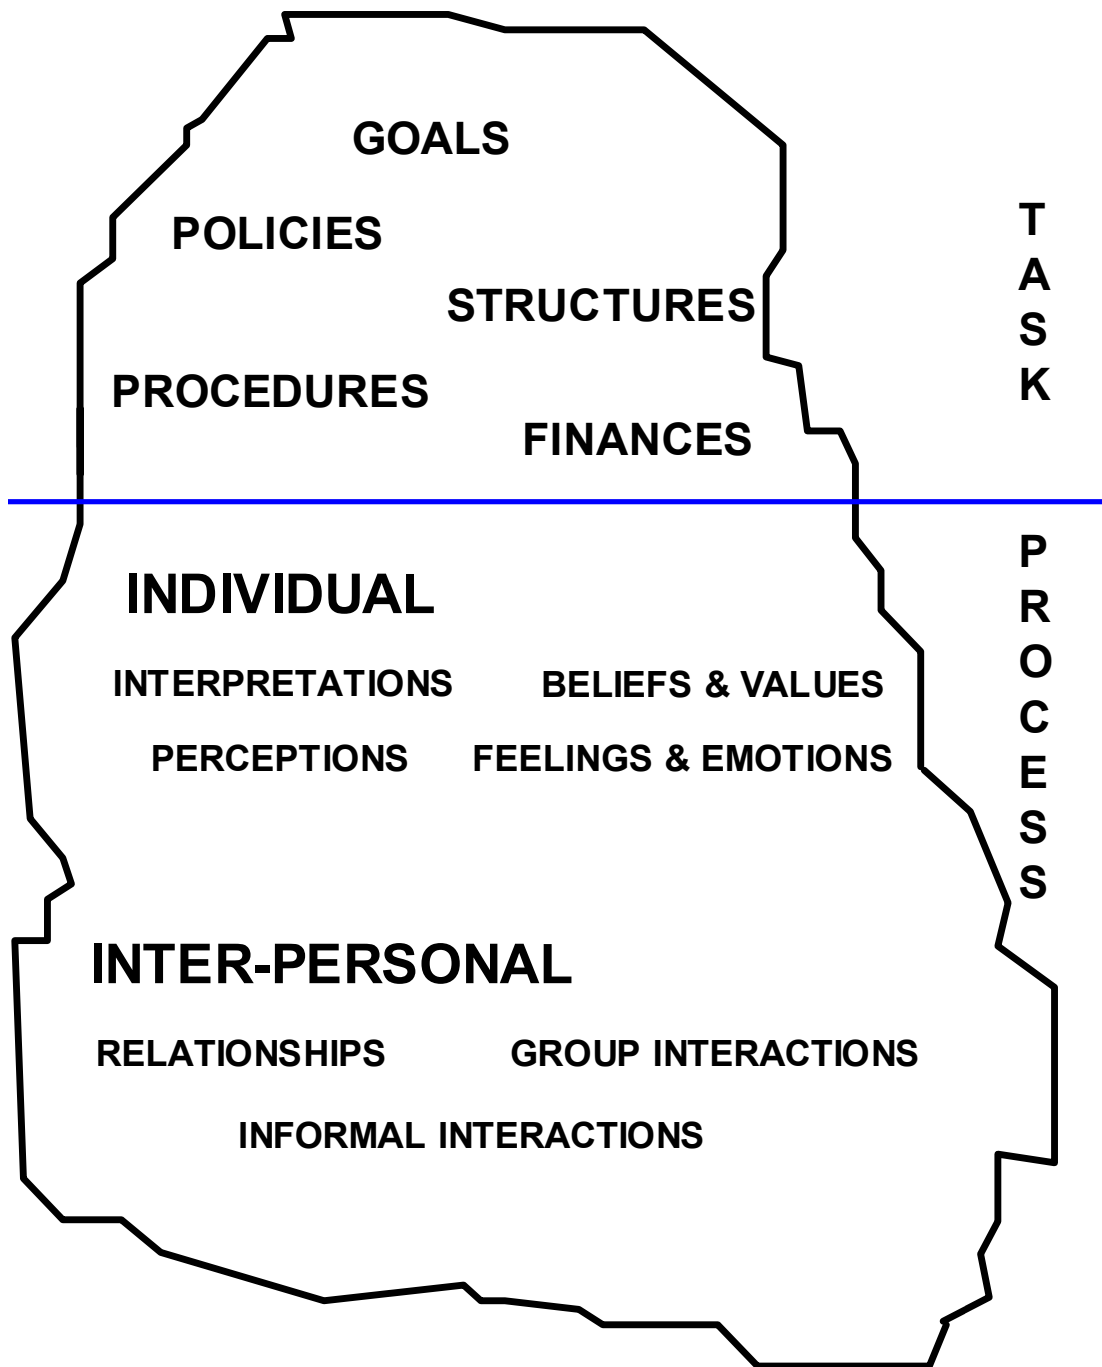 GOALS
POLICIES
STRUCTURES
PROCEDURES
FINANCES
TASK
INDIVIDUAL
INTERPRETATIONS
BELIEFS & VALUES
PERCEPTIONS
FEELINGS & EMOTIONS
INTER-PERSONAL
RELATIONSHIPS
GROUP INTERACTIONS
INFORMAL INTERACTIONS
PROCESS